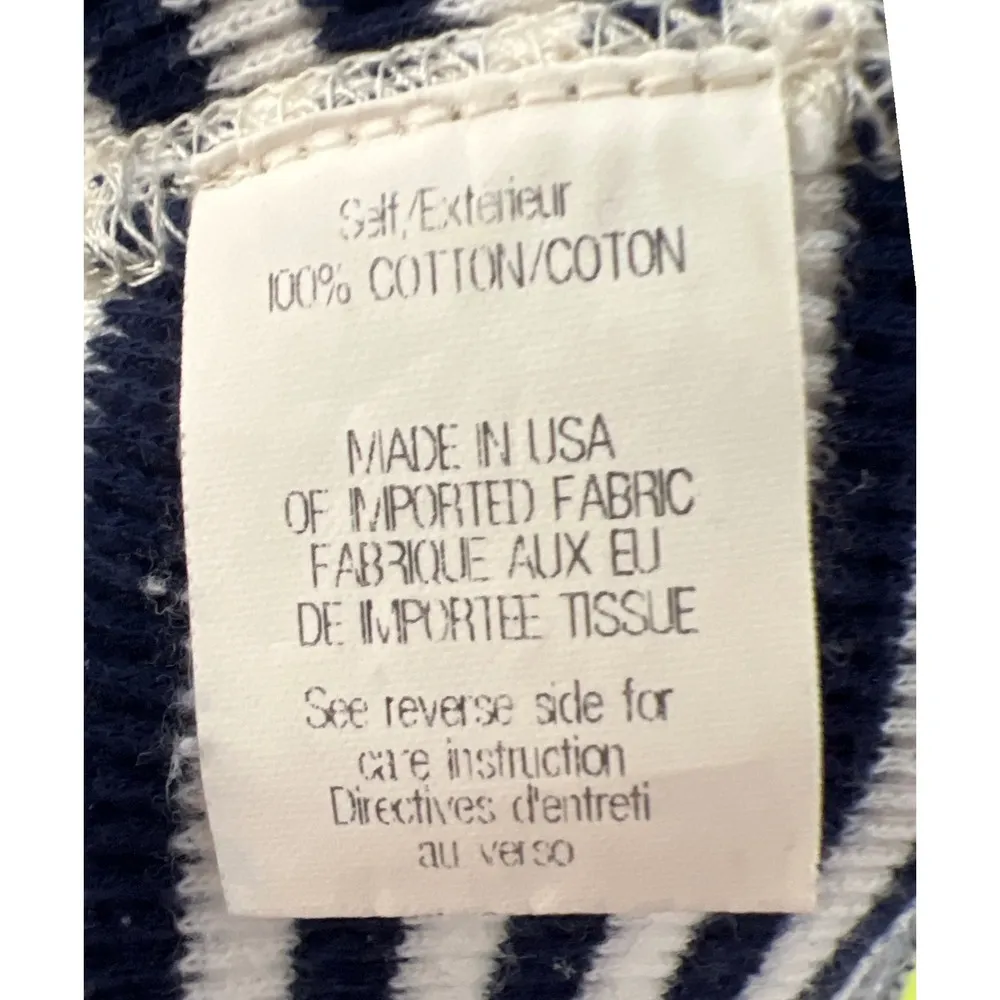 Self/Exterieur
100% COTTON/COTON
MADE IN USA
OF IMPORTED FABRIC
FABRIQUE AUX EU
DE IMPORTEE TISSUE
See reverse side for
care instruction
Directives d'entreti
au verso